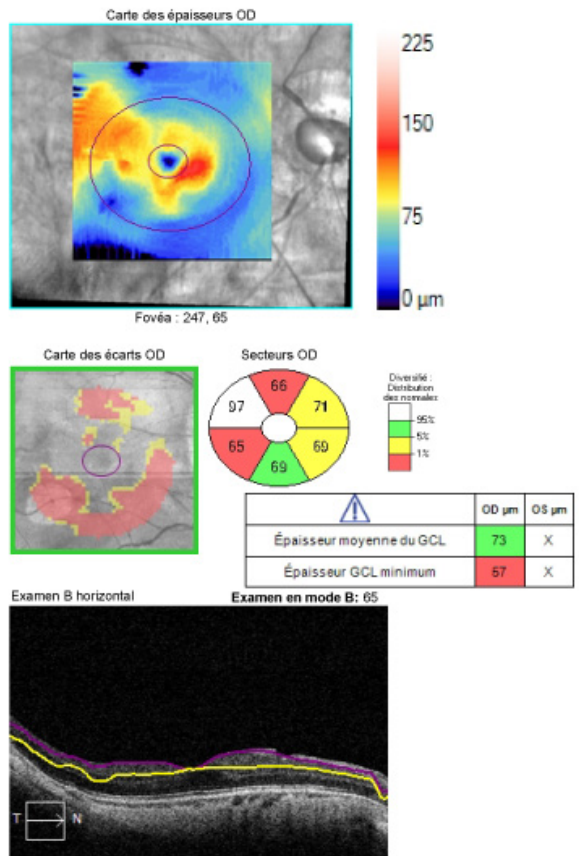 Carte des épaisseurs OD
225
150
75
0 µm
Fovéa : 247, 65
Carte des écarts OD
Secteurs OD
66
97
71
65
69
69
Diversifié :
Distribution
des normales
95%
5%
1%
OD µm
OS µm
Épaisseur moyenne du GCL
73
X
Épaisseur GCL minimum
57
X
Examen B horizontal
Examen en mode B: 65
T
N